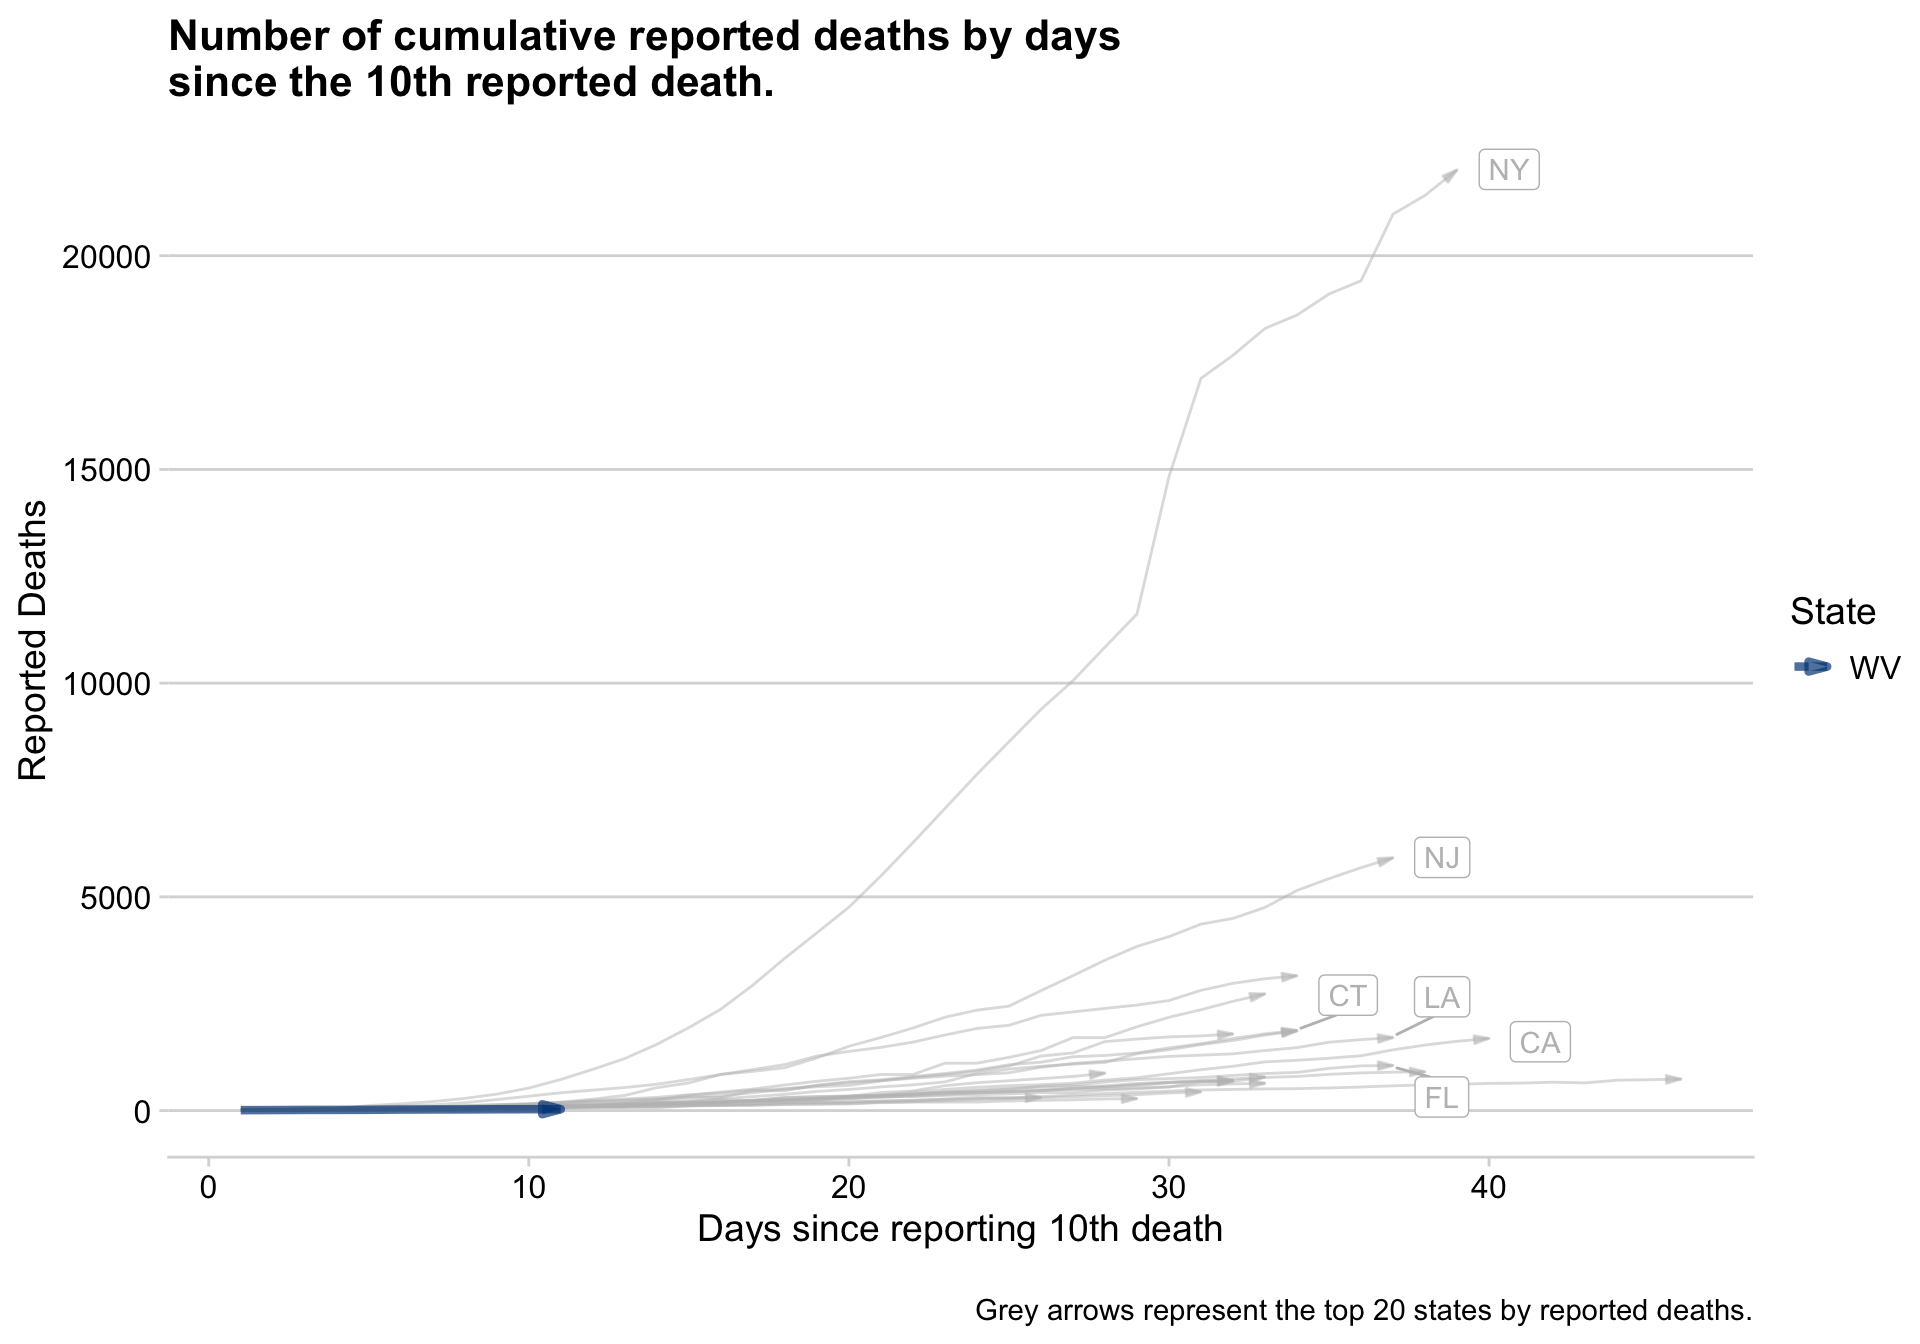 Number of cumulative reported deaths by days
since the 10th reported death.
NY
20000
15000
10000
5000
0
Reported Deaths
NJ
CT
LA
CA
FL
State
WV
0 10 20 30 40
Days since reporting 10th death
Grey arrows represent the top 20 states by reported deaths.